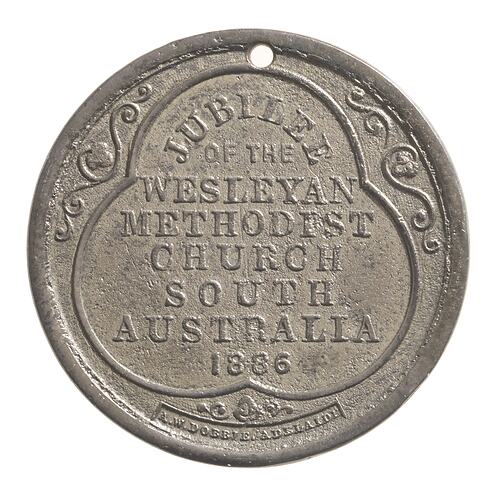 JUBILEE
OF THE
WESLEYAN
METHODIST
CHURCH
SOUTH
AUSTRALIA
1886
A.W. DOBBIE. ADELAIDE